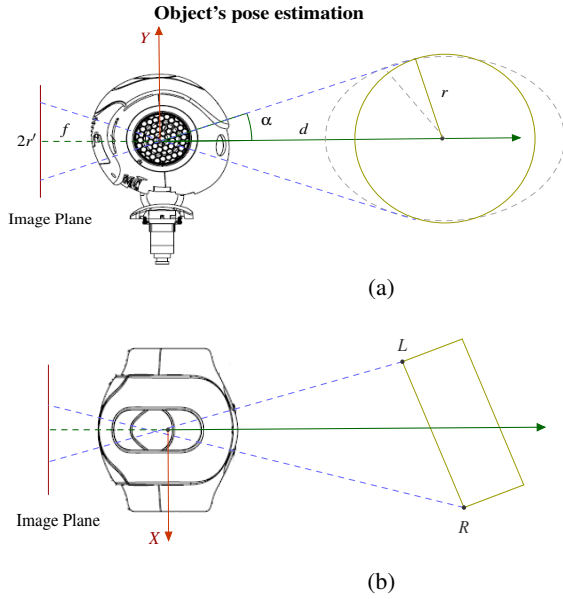 Object's pose estimation
Y
α
r
f
d
2r'
Image Plane
(a)
L
Image Plane
X
R
(b)